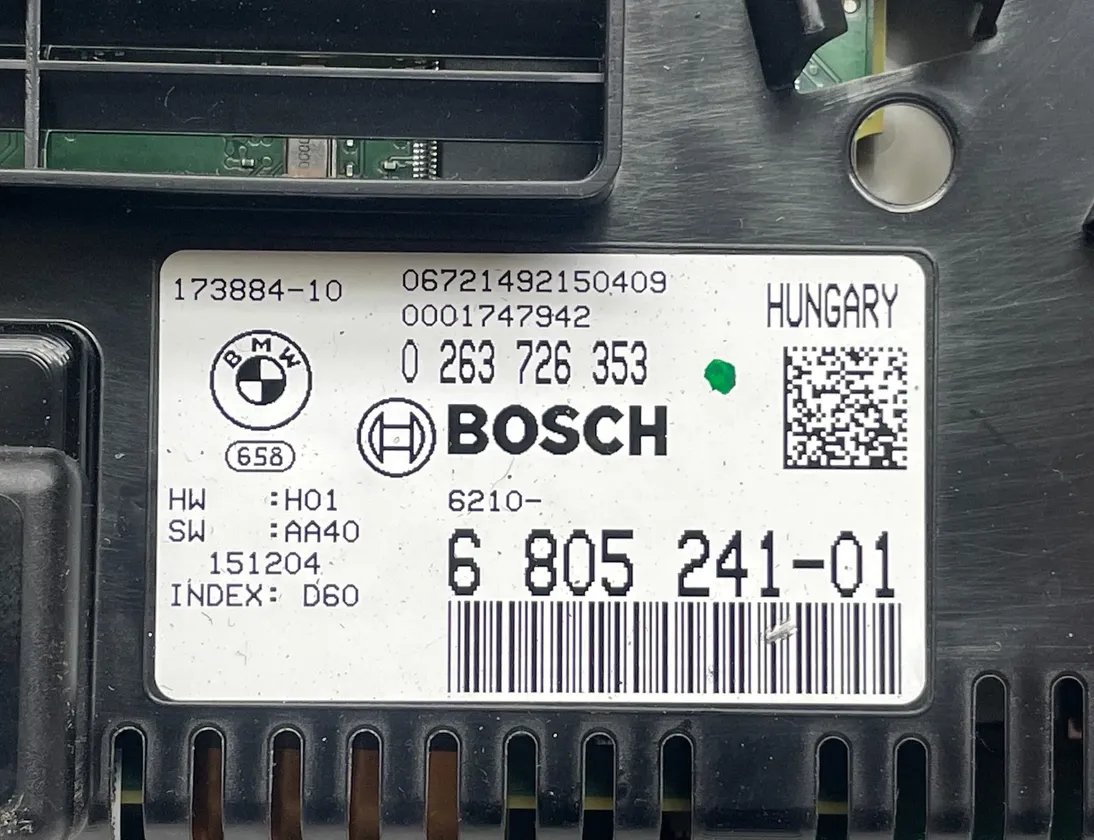 173884-10
06721492150409
0001747942
HUNGARY
0 263 726 353
BMW
658
BOSCH
HW :H01
SW :AA40
151204
INDEX: D60
6210-
6 805 241-01